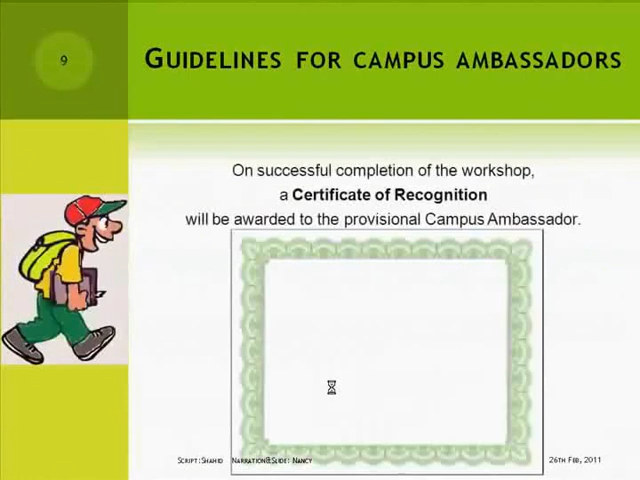 9
GUIDELINES FOR CAMPUS AMBASSADORS
On successful completion of the workshop,
a Certificate of Recognition
will be awarded to the provisional Campus Ambassador.
SCRIPT: SHAHID NARRATION&SLIDE: NANCY 26TH FEB, 2011